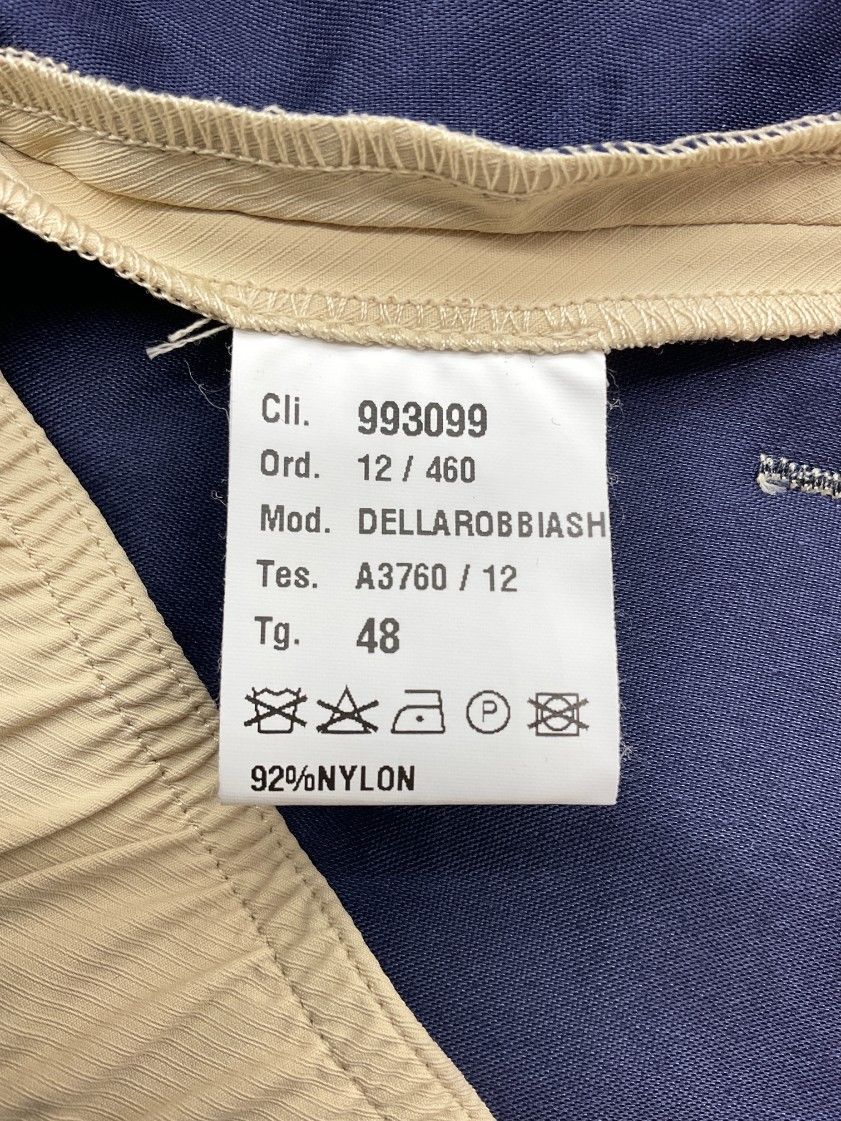 Cli. 993099
Ord. 12 / 460
Mod. DELLAROBBIASH
Tes. A3760 / 12
Tg. 48
P
92%NYLON